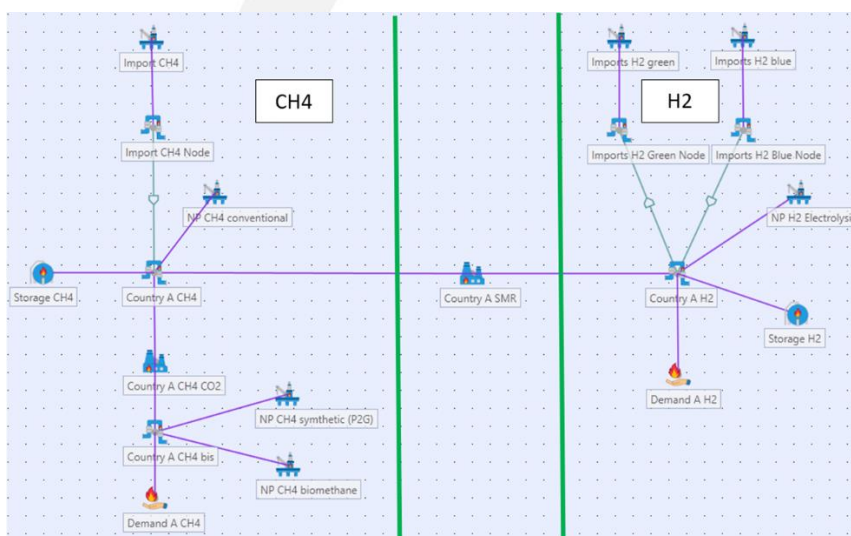 Import CH4
Imports H2 green
Imports H2 blue
CH4
H2
Import CH4 Node
Imports H2 Green Node
Imports H2 Blue Node
NP CH4 conventional
NP H2 Electrolysi
Storage CH4
Country A CH4
Country A SMR
Country A H2
Storage H2
Country A CH4 CO2
Demand A H2
NP CH4 symthetic (P2G)
Country A CH4 bis
NP CH4 biomethane
Demand A CH4